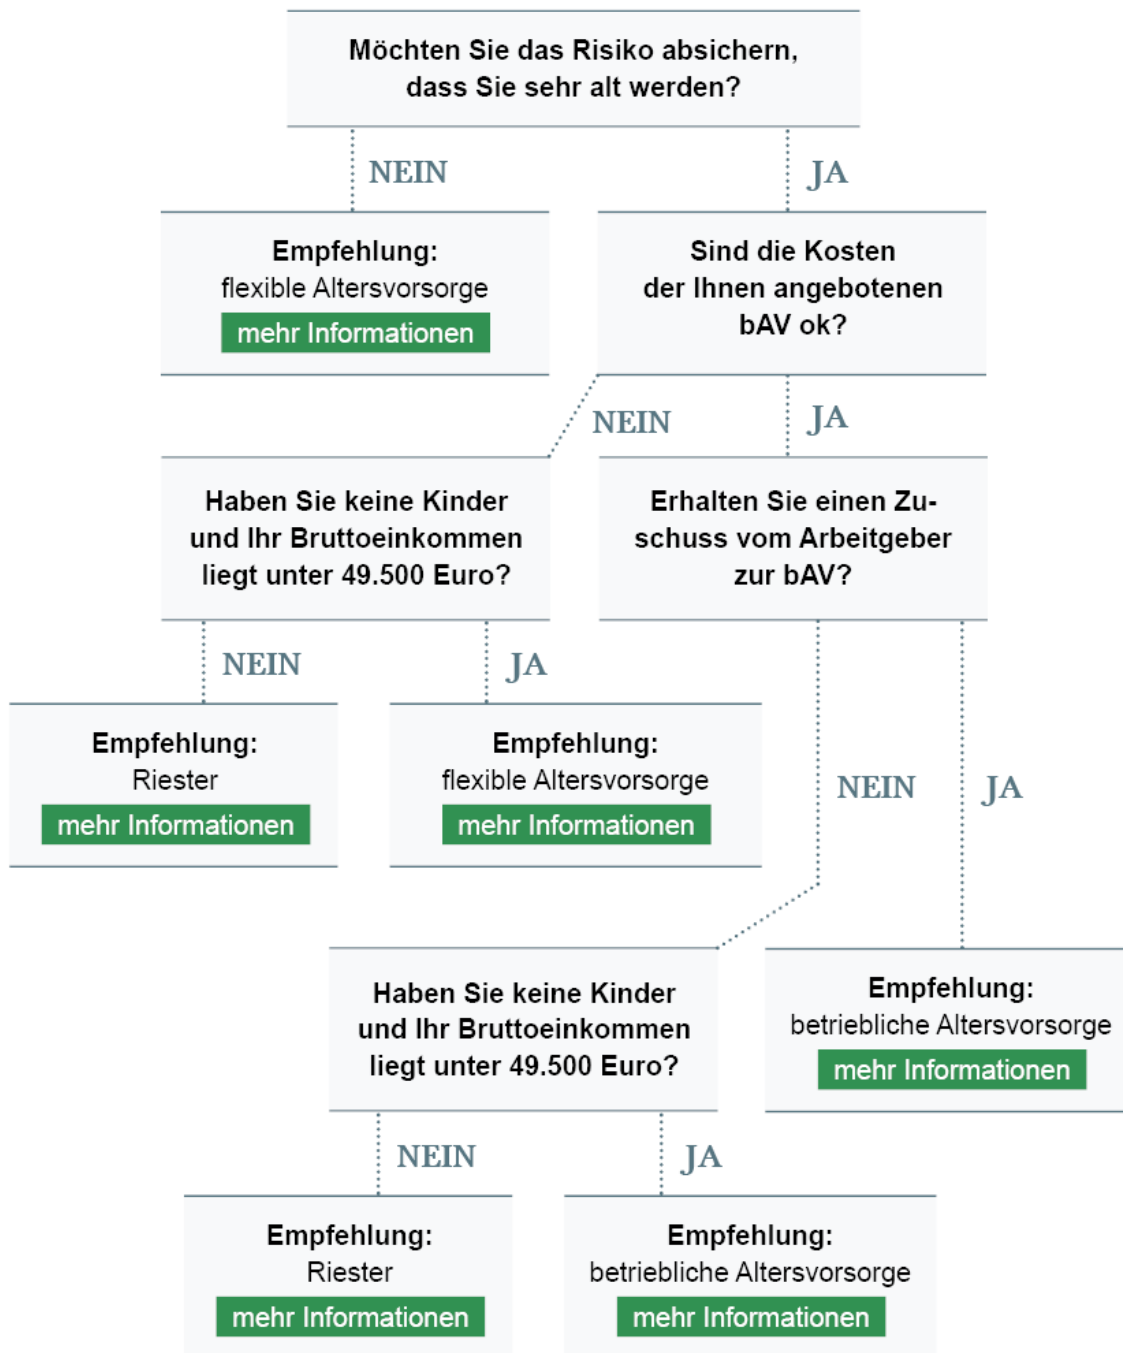 Möchten Sie das Risiko absichern,
dass Sie sehr alt werden?
NEIN
JA
Empfehlung:
flexible Altersvorsorge
mehr Informationen
Sind die Kosten
der Ihnen angebotenen
bAV ok?
NEIN
JA
Haben Sie keine Kinder
und Ihr Bruttoeinkommen
liegt unter 49.500 Euro?
Erhalten Sie einen Zu-
schuss vom Arbeitgeber
zur bAV?
NEIN
JA
Empfehlung:
Riester
mehr Informationen
Empfehlung:
flexible Altersvorsorge
mehr Informationen
NEIN
JA
Haben Sie keine Kinder
und Ihr Bruttoeinkommen
liegt unter 49.500 Euro?
Empfehlung:
betriebliche Altersvorsorge
mehr Informationen
NEIN
JA
Empfehlung:
Riester
mehr Informationen
Empfehlung:
betriebliche Altersvorsorge
mehr Informationen